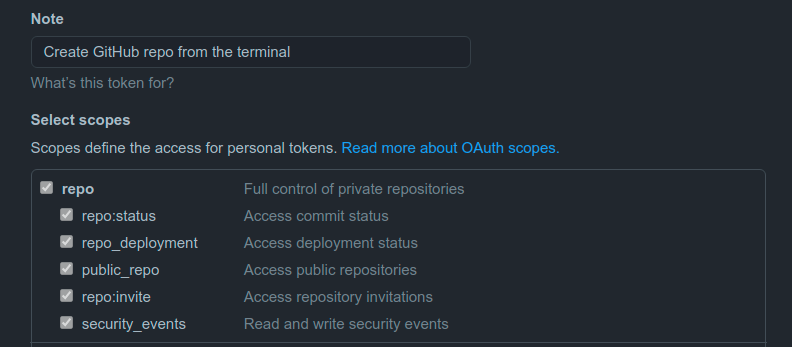 Note
Create GitHub repo from the terminal
What's this token for?
Select scopes
Scopes define the access for personal tokens. Read more about OAuth scopes.
repo Full control of private repositories
repo:status Access commit status
repo_deployment Access deployment status
public_repo Access public repositories
repo:invite Access repository invitations
security_events Read and write security events